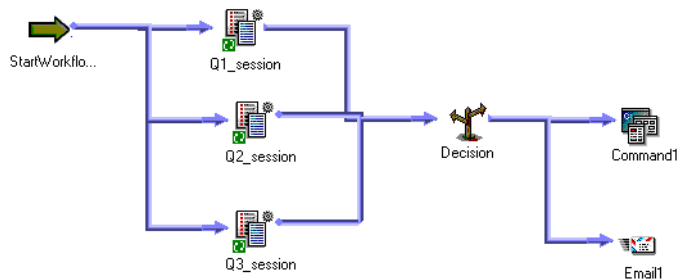 StartWorkflo...
Q1_session
Q2_session
Decision
Command1
Q3_session
Email1